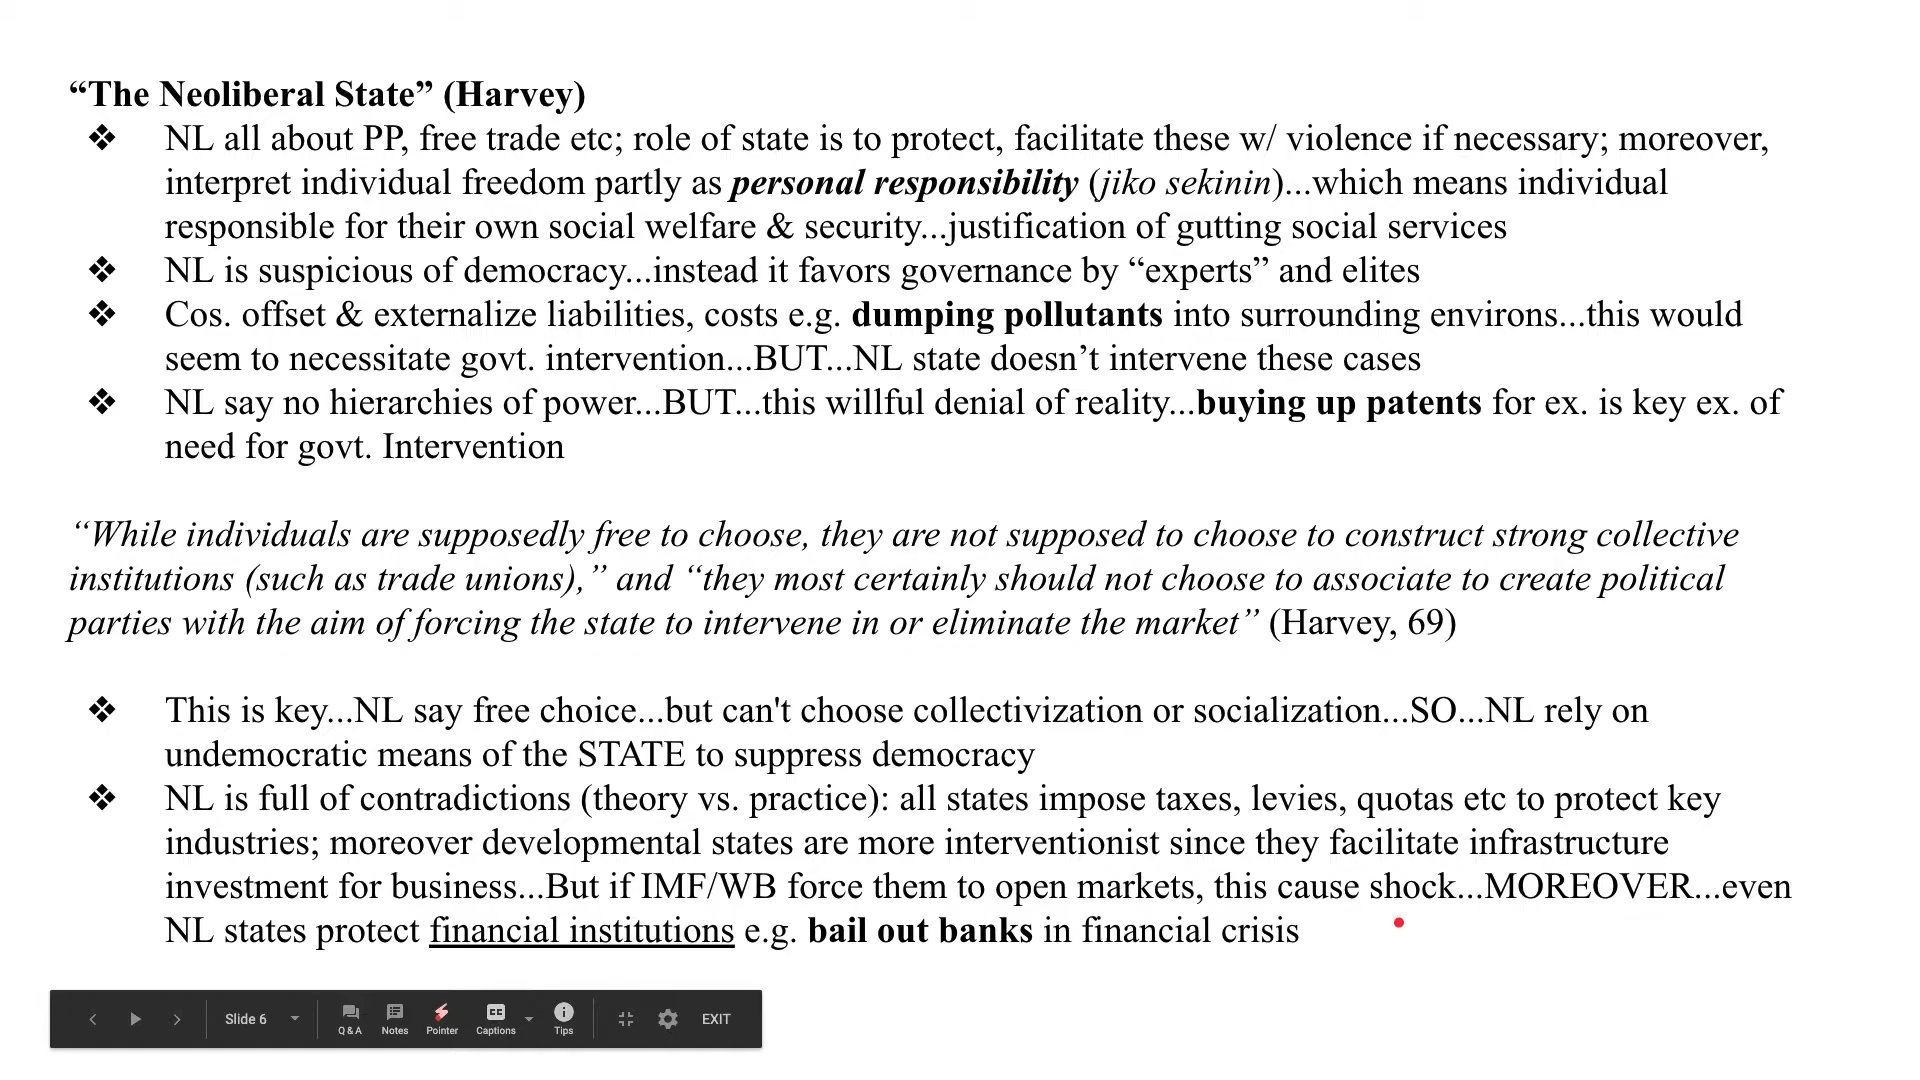 “The Neoliberal State” (Harvey)
❖ NL all about PP, free trade etc; role of state is to protect, facilitate these w/ violence if necessary; moreover,
interpret individual freedom partly as personal responsibility (jiko sekinin)...which means individual
responsible for their own social welfare & security...justification of gutting social services
❖ NL is suspicious of democracy...instead it favors governance by “experts” and elites
❖ Cos. offset & externalize liabilities, costs e.g. dumping pollutants into surrounding environs...this would
seem to necessitate govt. intervention...BUT...NL state doesn’t intervene these cases
❖ NL say no hierarchies of power...BUT...this willful denial of reality...buying up patents for ex. is key ex. of
need for govt. Intervention
“While individuals are supposedly free to choose, they are not supposed to choose to construct strong collective
institutions (such as trade unions),” and “they most certainly should not choose to associate to create political
parties with the aim of forcing the state to intervene in or eliminate the market” (Harvey, 69)
❖ This is key...NL say free choice...but can't choose collectivization or socialization...SO...NL rely on
undemocratic means of the STATE to suppress democracy
❖ NL is full of contradictions (theory vs. practice): all states impose taxes, levies, quotas etc to protect key
industries; moreover developmental states are more interventionist since they facilitate infrastructure
investment for business...But if IMF/WB force them to open markets, this cause shock...MOREOVER...even
NL states protect financial institutions e.g. bail out banks in financial crisis
Slide 6 Q & A Notes Pointer Captions Tips EXIT